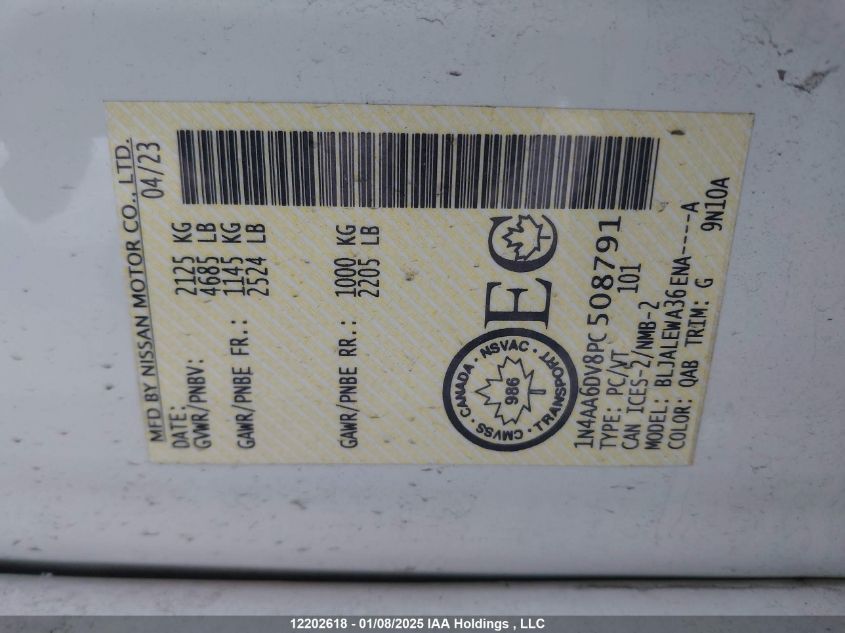 MFD BY NISSAN MOTOR CO., LTD.
DATE: 04/23
GVWR/PNBV: 2125 KG
4685 LB
GAWR/PNBE FR.: 1145 KG
2524 LB
GAWR/PNBE RR.: 1000 KG
2205 LB
CMVSS · CANADA · NSVAC · TRANSPORT ·
986
EC
1N4AA6DV8PC508791
TYPE: PC/VT 101
CAN ICES-2/NMB-2
MODEL: BLJALEWA36ENA-----A
COLOR: QAB TRIM: G 9N10A
12202618 - 01/08/2025 IAA Holdings , LLC